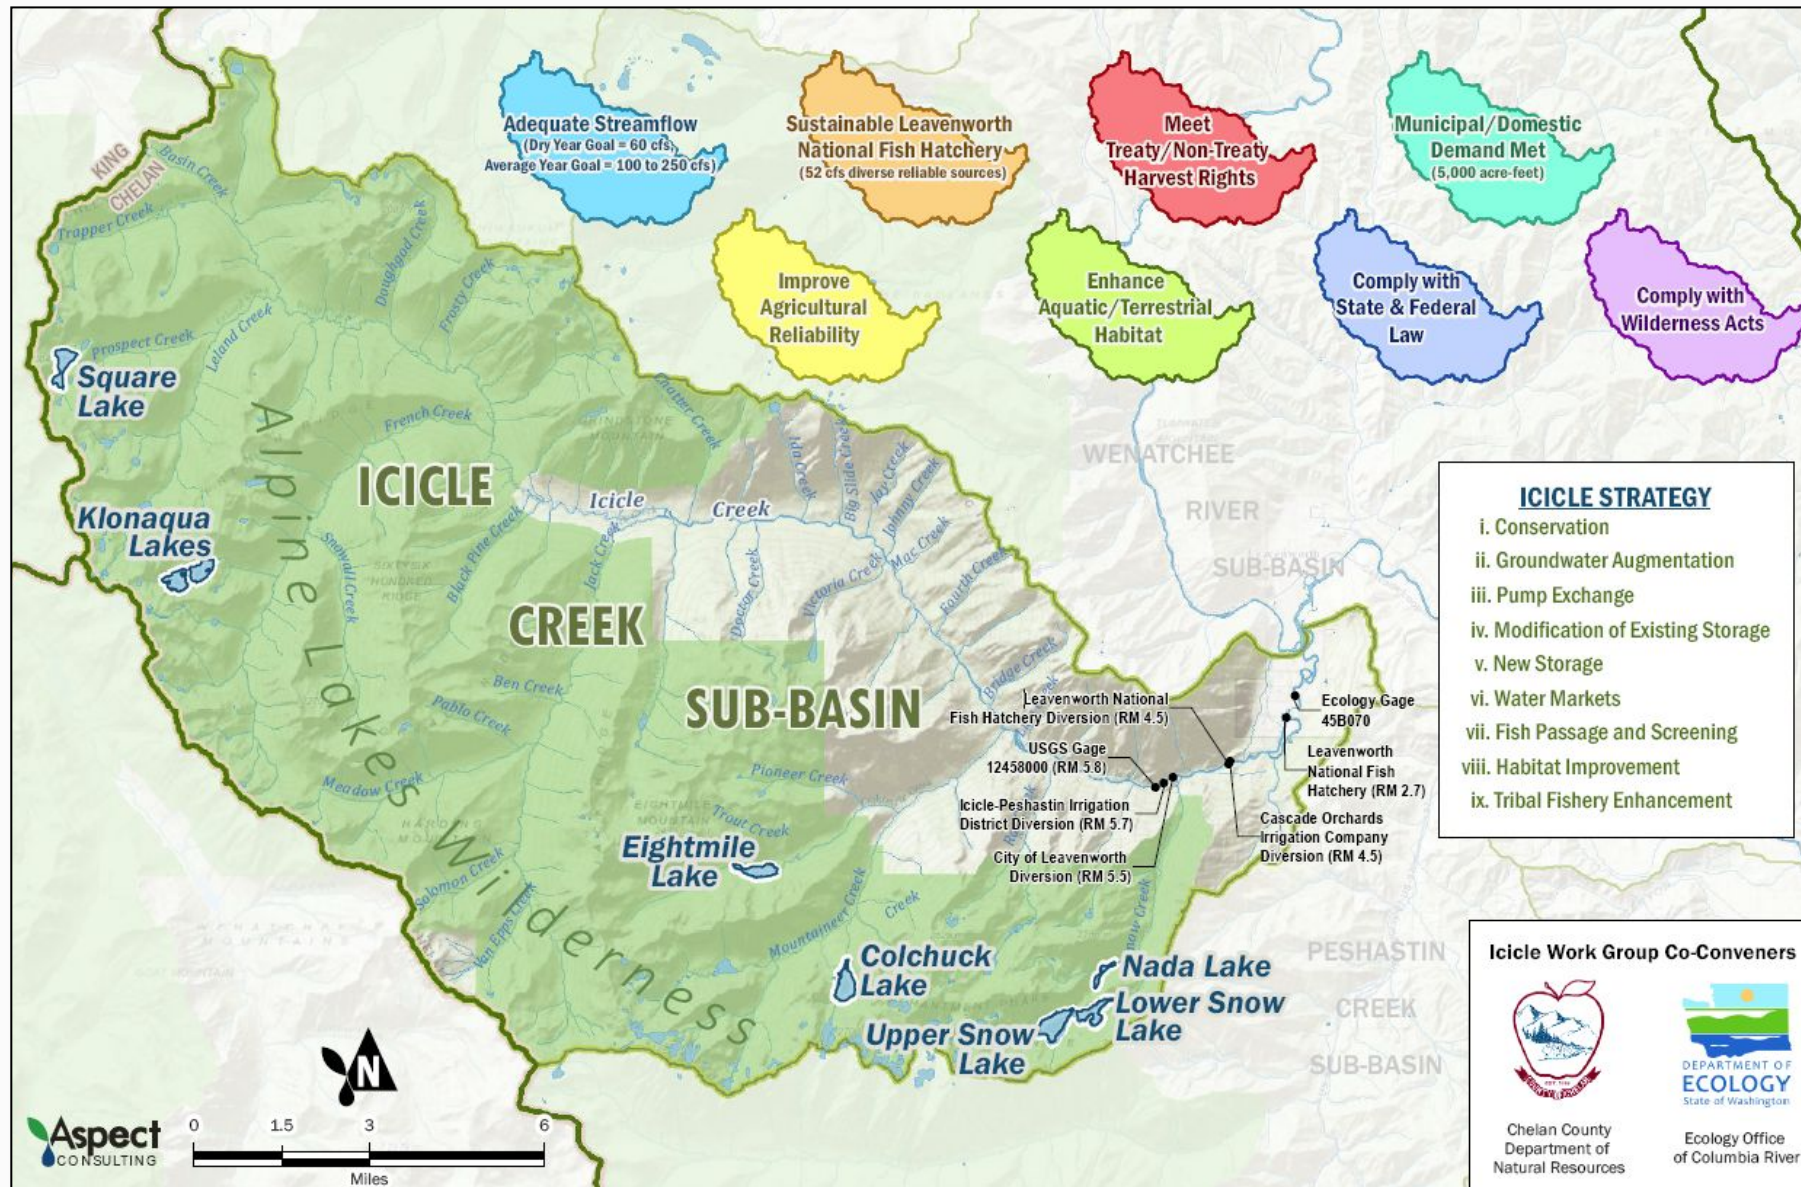 Adequate Streamflow
(Dry Year Goal = 60 cfs)
Average Year Goal = 100 to 250 cfs)
Sustainable Leavenworth
National Fish Hatchery
(52 cfs diverse reliable sources)
Meet
Treaty/Non-Treaty
Harvest Rights
Municipal/Domestic
Demand Met
(5,000 acre-feet)
Improve
Agricultural
Reliability
Enhance
Aquatic/Terrestrial
Habitat
Comply with
State & Federal
Law
Comply with
Wilderness Acts
KING
CHELAN
Basin Creek
Trapper Creek
Doughgod Creek
Frosty Creek
Prospect Creek
Leland Creek
Square
Lake
French Creek
Chatter Creek
GRINDSTONE
MOUNTAIN
Ida Creek
Big Slide Creek
Jay Creek
Johnny Creek
WENATCHEE
RIVER
SUB-BASIN
ICICLE
CREEK
SUB-BASIN
Icicle
Creek
Alpine Lakes Wilderness
Klonaqua
Lakes
Snowall Creek
SIXTYSIX
HUNDRED
RIDGE
Black Pine Creek
Jack Creek
Doctor Creek
Victoria Creek
Mac Creek
Fourth Creek
Bridge Creek
Ben Creek
Pablo Creek
Meadow Creek
Pioneer Creek
EIGHTMILE
MOUNTAIN
Trout Creek
HARDING
MOUNTAIN
Solomon Creek
Van Epps Creek
Eightmile
Lake
Mountaineer Creek
Creek
Leavenworth National
Fish Hatchery Diversion (RM 4.5)
USGS Gage
12458000 (RM 5.8)
Icicle-Peshastin Irrigation
District Diversion (RM 5.7)
City of Leavenworth
Diversion (RM 5.5)
Ecology Gage
45B070
Leavenworth
National Fish
Hatchery (RM 2.7)
Cascade Orchards
Irrigation Company
Diversion (RM 4.5)
Colchuck
Lake
Nada Lake
Lower Snow
Lake
Upper Snow
Lake
PESHASTIN
CREEK
SUB-BASIN
ICICLE STRATEGY
i. Conservation
ii. Groundwater Augmentation
iii. Pump Exchange
iv. Modification of Existing Storage
v. New Storage
vi. Water Markets
vii. Fish Passage and Screening
viii. Habitat Improvement
ix. Tribal Fishery Enhancement
Icicle Work Group Co-Conveners
Chelan County
Department of
Natural Resources
DEPARTMENT OF
ECOLOGY
State of Washington
Ecology Office
of Columbia River
N
Aspect
CONSULTING
0 1.5 3 6
Miles